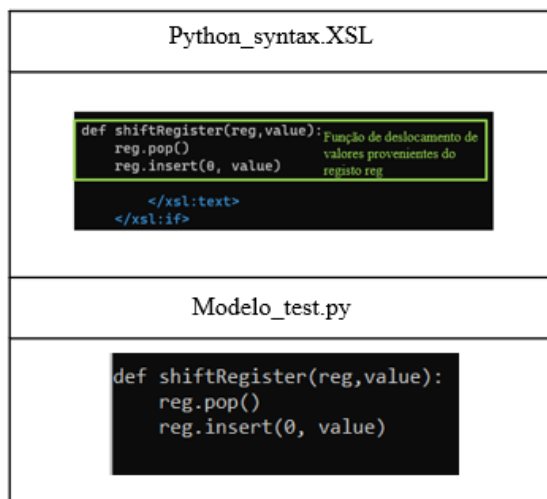 Python_syntax.XSL
def shiftRegister(reg,value):
reg.pop()
reg.insert(0, value)
Função de deslocamento de
valores provenientes do
registo reg
</xsl:text>
</xsl:if>
Modelo_test.py
def shiftRegister(reg,value):
reg.pop()
reg.insert(0, value)